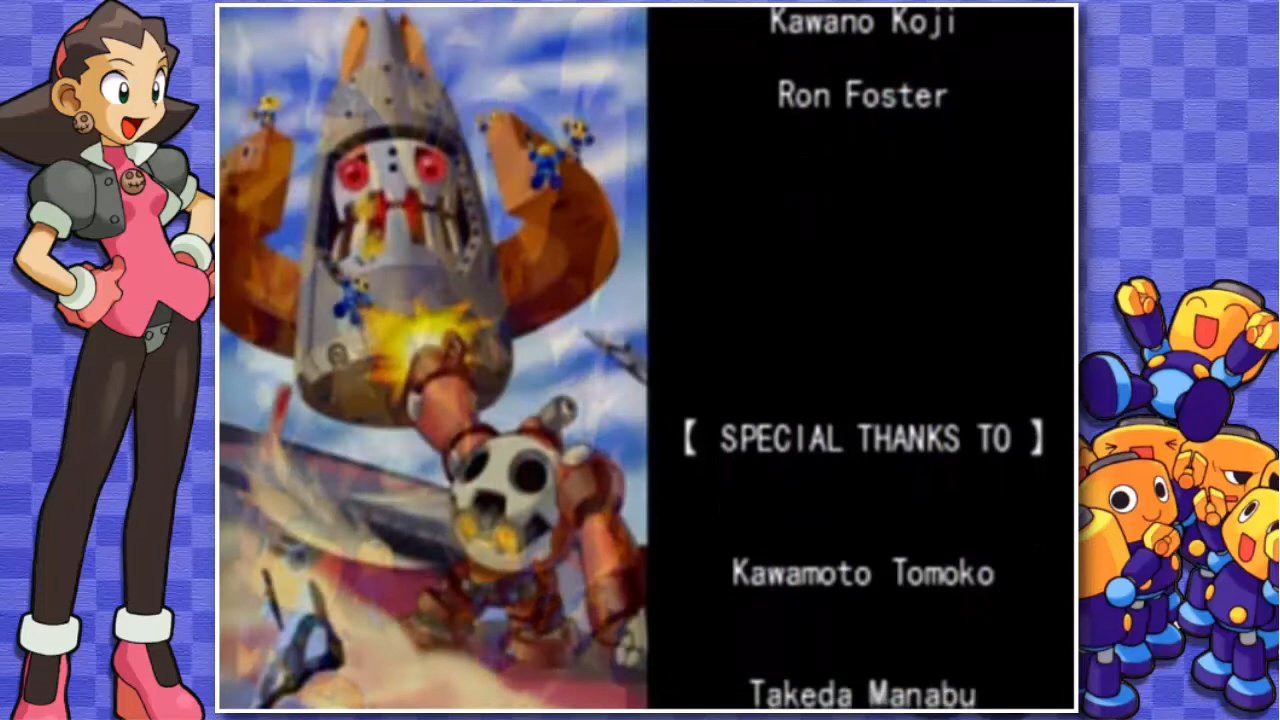 Kawano Koji
Ron Foster
【 SPECIAL THANKS TO 】
Kawamoto Tomoko
Takeda Manabu